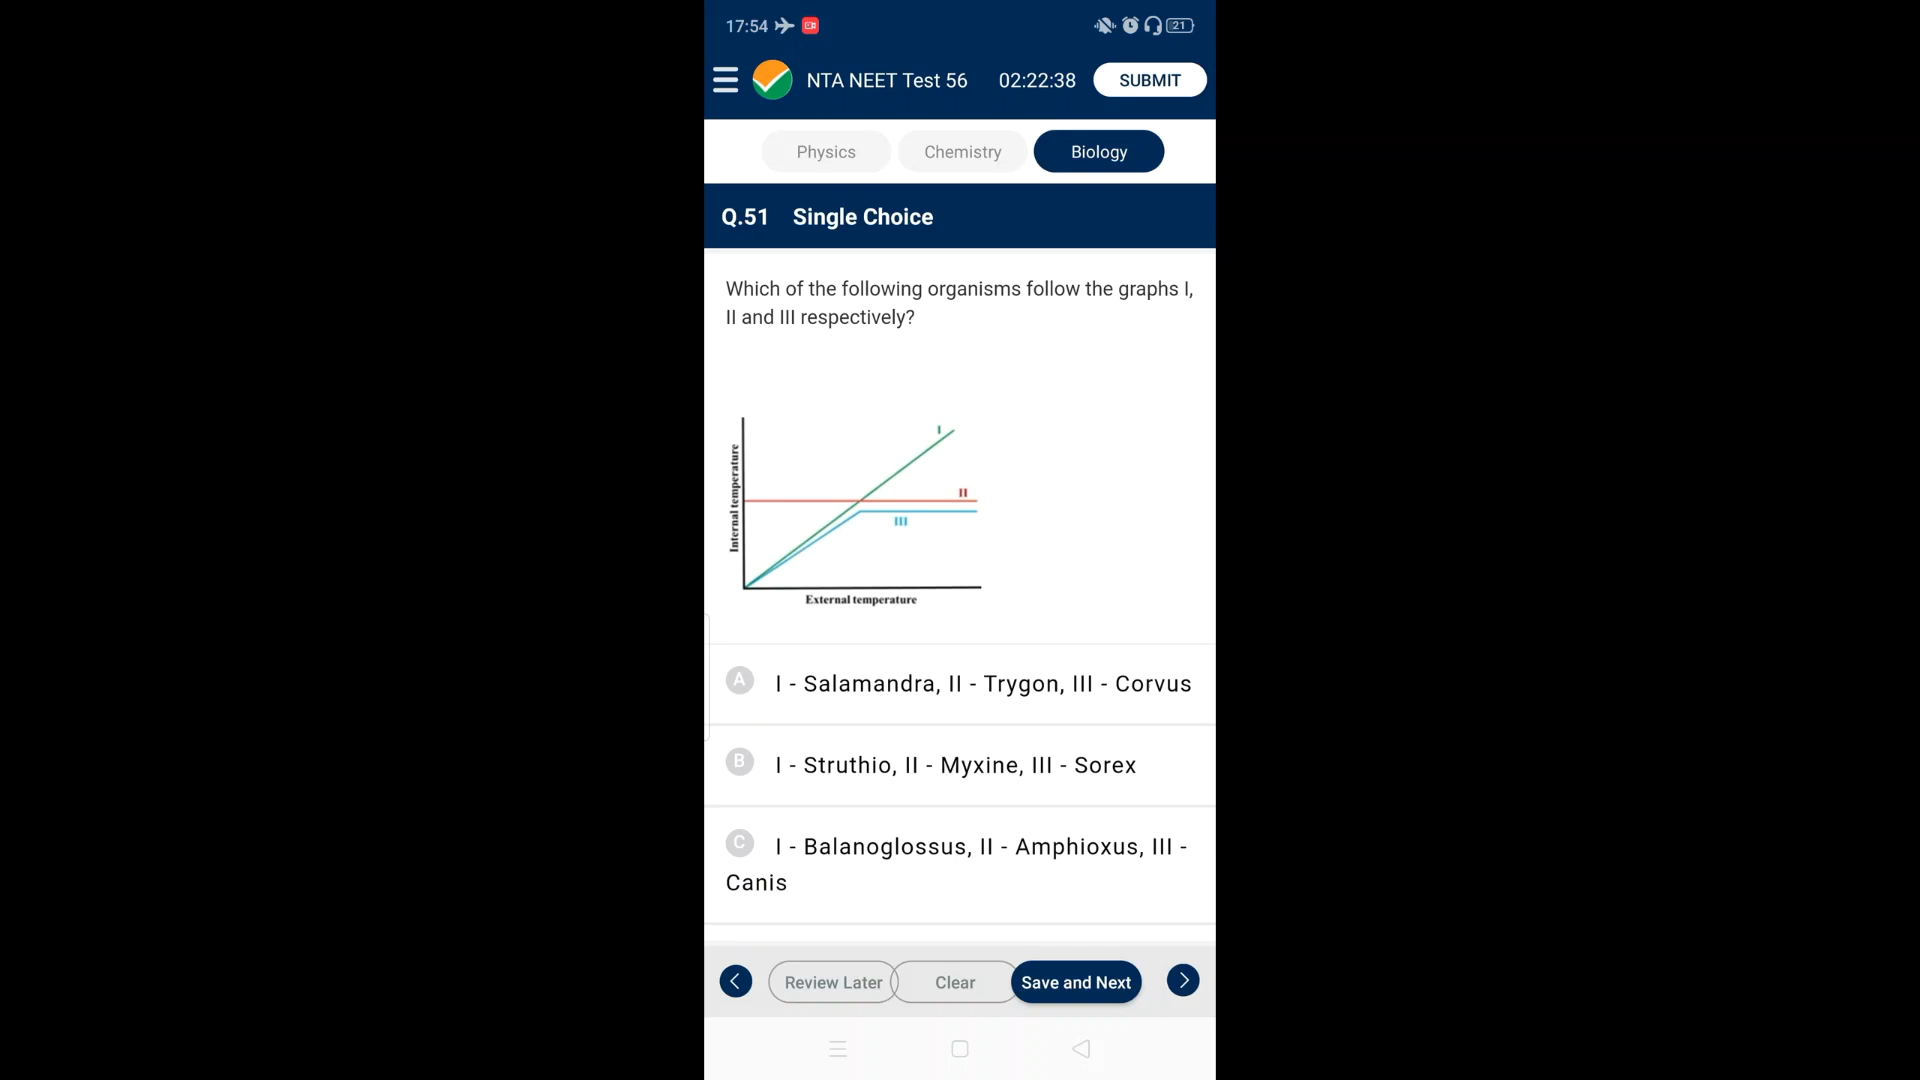 17:54
21
NTA NEET Test 56 02:22:38 SUBMIT
Physics Chemistry Biology
Q.51 Single Choice
Which of the following organisms follow the graphs I,
II and III respectively?
I
II
III
Internal temperature
External temperature
A I - Salamandra, II - Trygon, III - Corvus
B I - Struthio, II - Myxine, III - Sorex
C I - Balanoglossus, II - Amphioxus, III -
Canis
Review Later Clear Save and Next